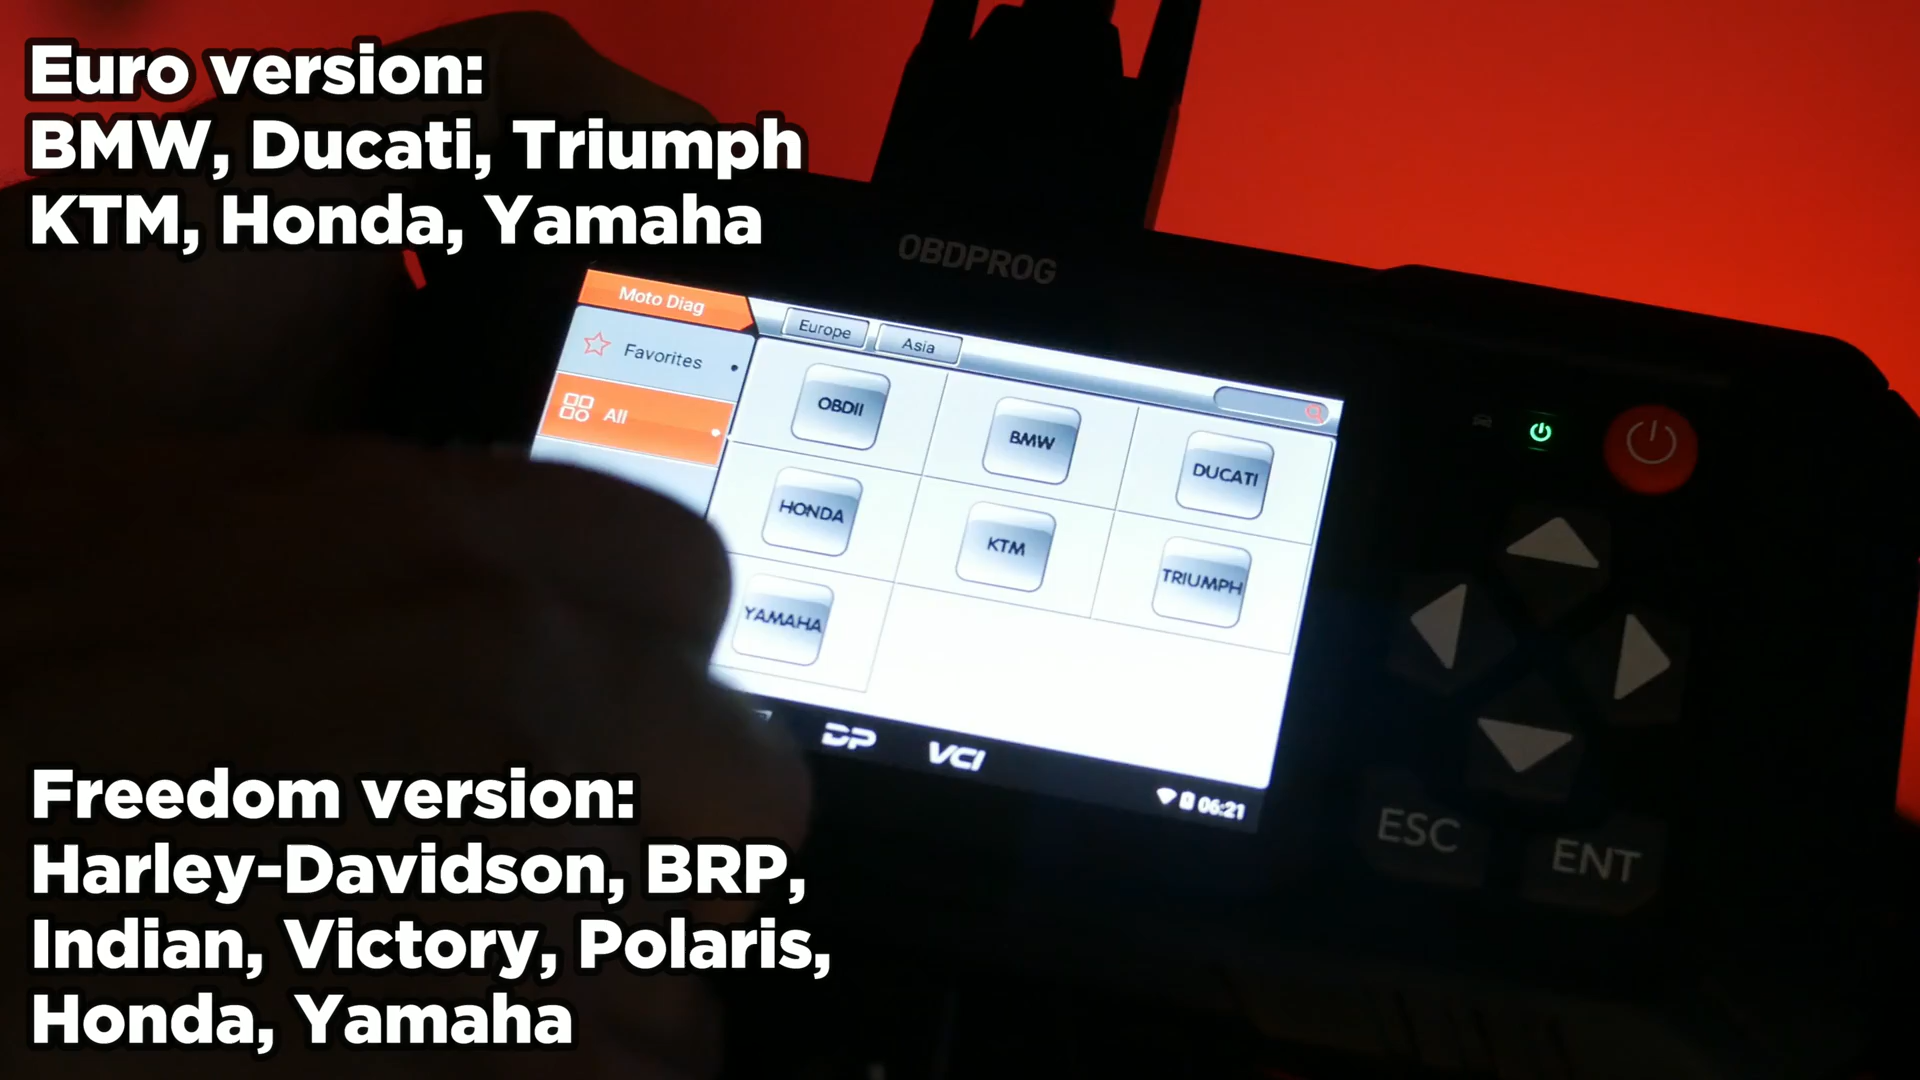 Euro version:
BMW, Ducati, Triumph
KTM, Honda, Yamaha
OBDPROG
Moto Diag
Europe
Asia
Favorites
All
OBDII
BMW
DUCATI
HONDA
KTM
TRIUMPH
YAMAHA
DP
VCI
06:21
ESC
ENT
Freedom version:
Harley-Davidson, BRP,
Indian, Victory, Polaris,
Honda, Yamaha